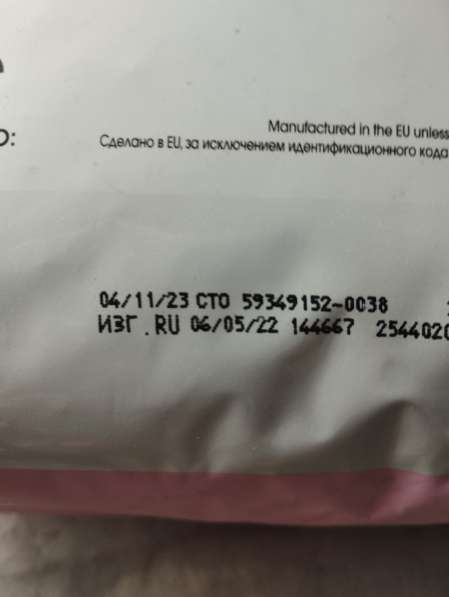 Manufactured in the EU unless
Сделано в EU, за исключением идентификационного кода
04/11/23 СТО 59349152-0038
ИЗГ.RU 06/05/22 144667 2544020